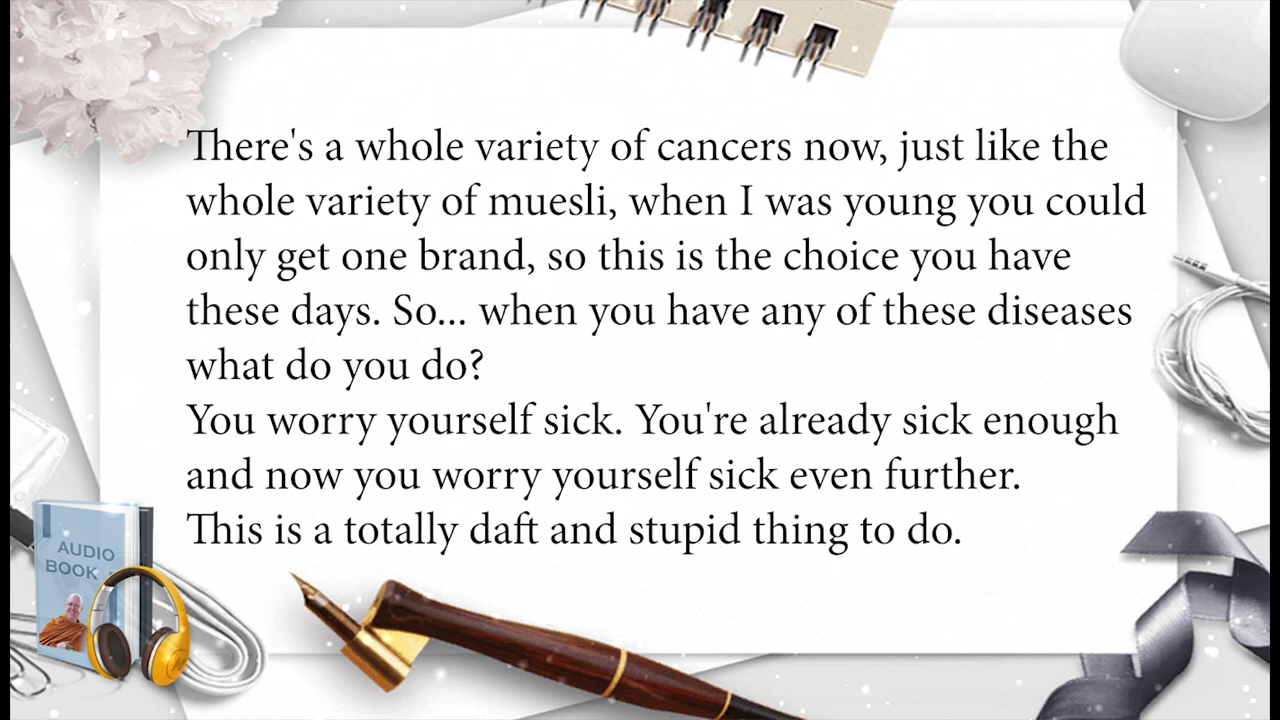 There's a whole variety of cancers now, just like the
whole variety of muesli, when I was young you could
only get one brand, so this is the choice you have
these days. So... when you have any of these diseases
what do you do?
You worry yourself sick. You're already sick enough
and now you worry yourself sick even further.
This is a totally daft and stupid thing to do.
AUDIO
BOOK